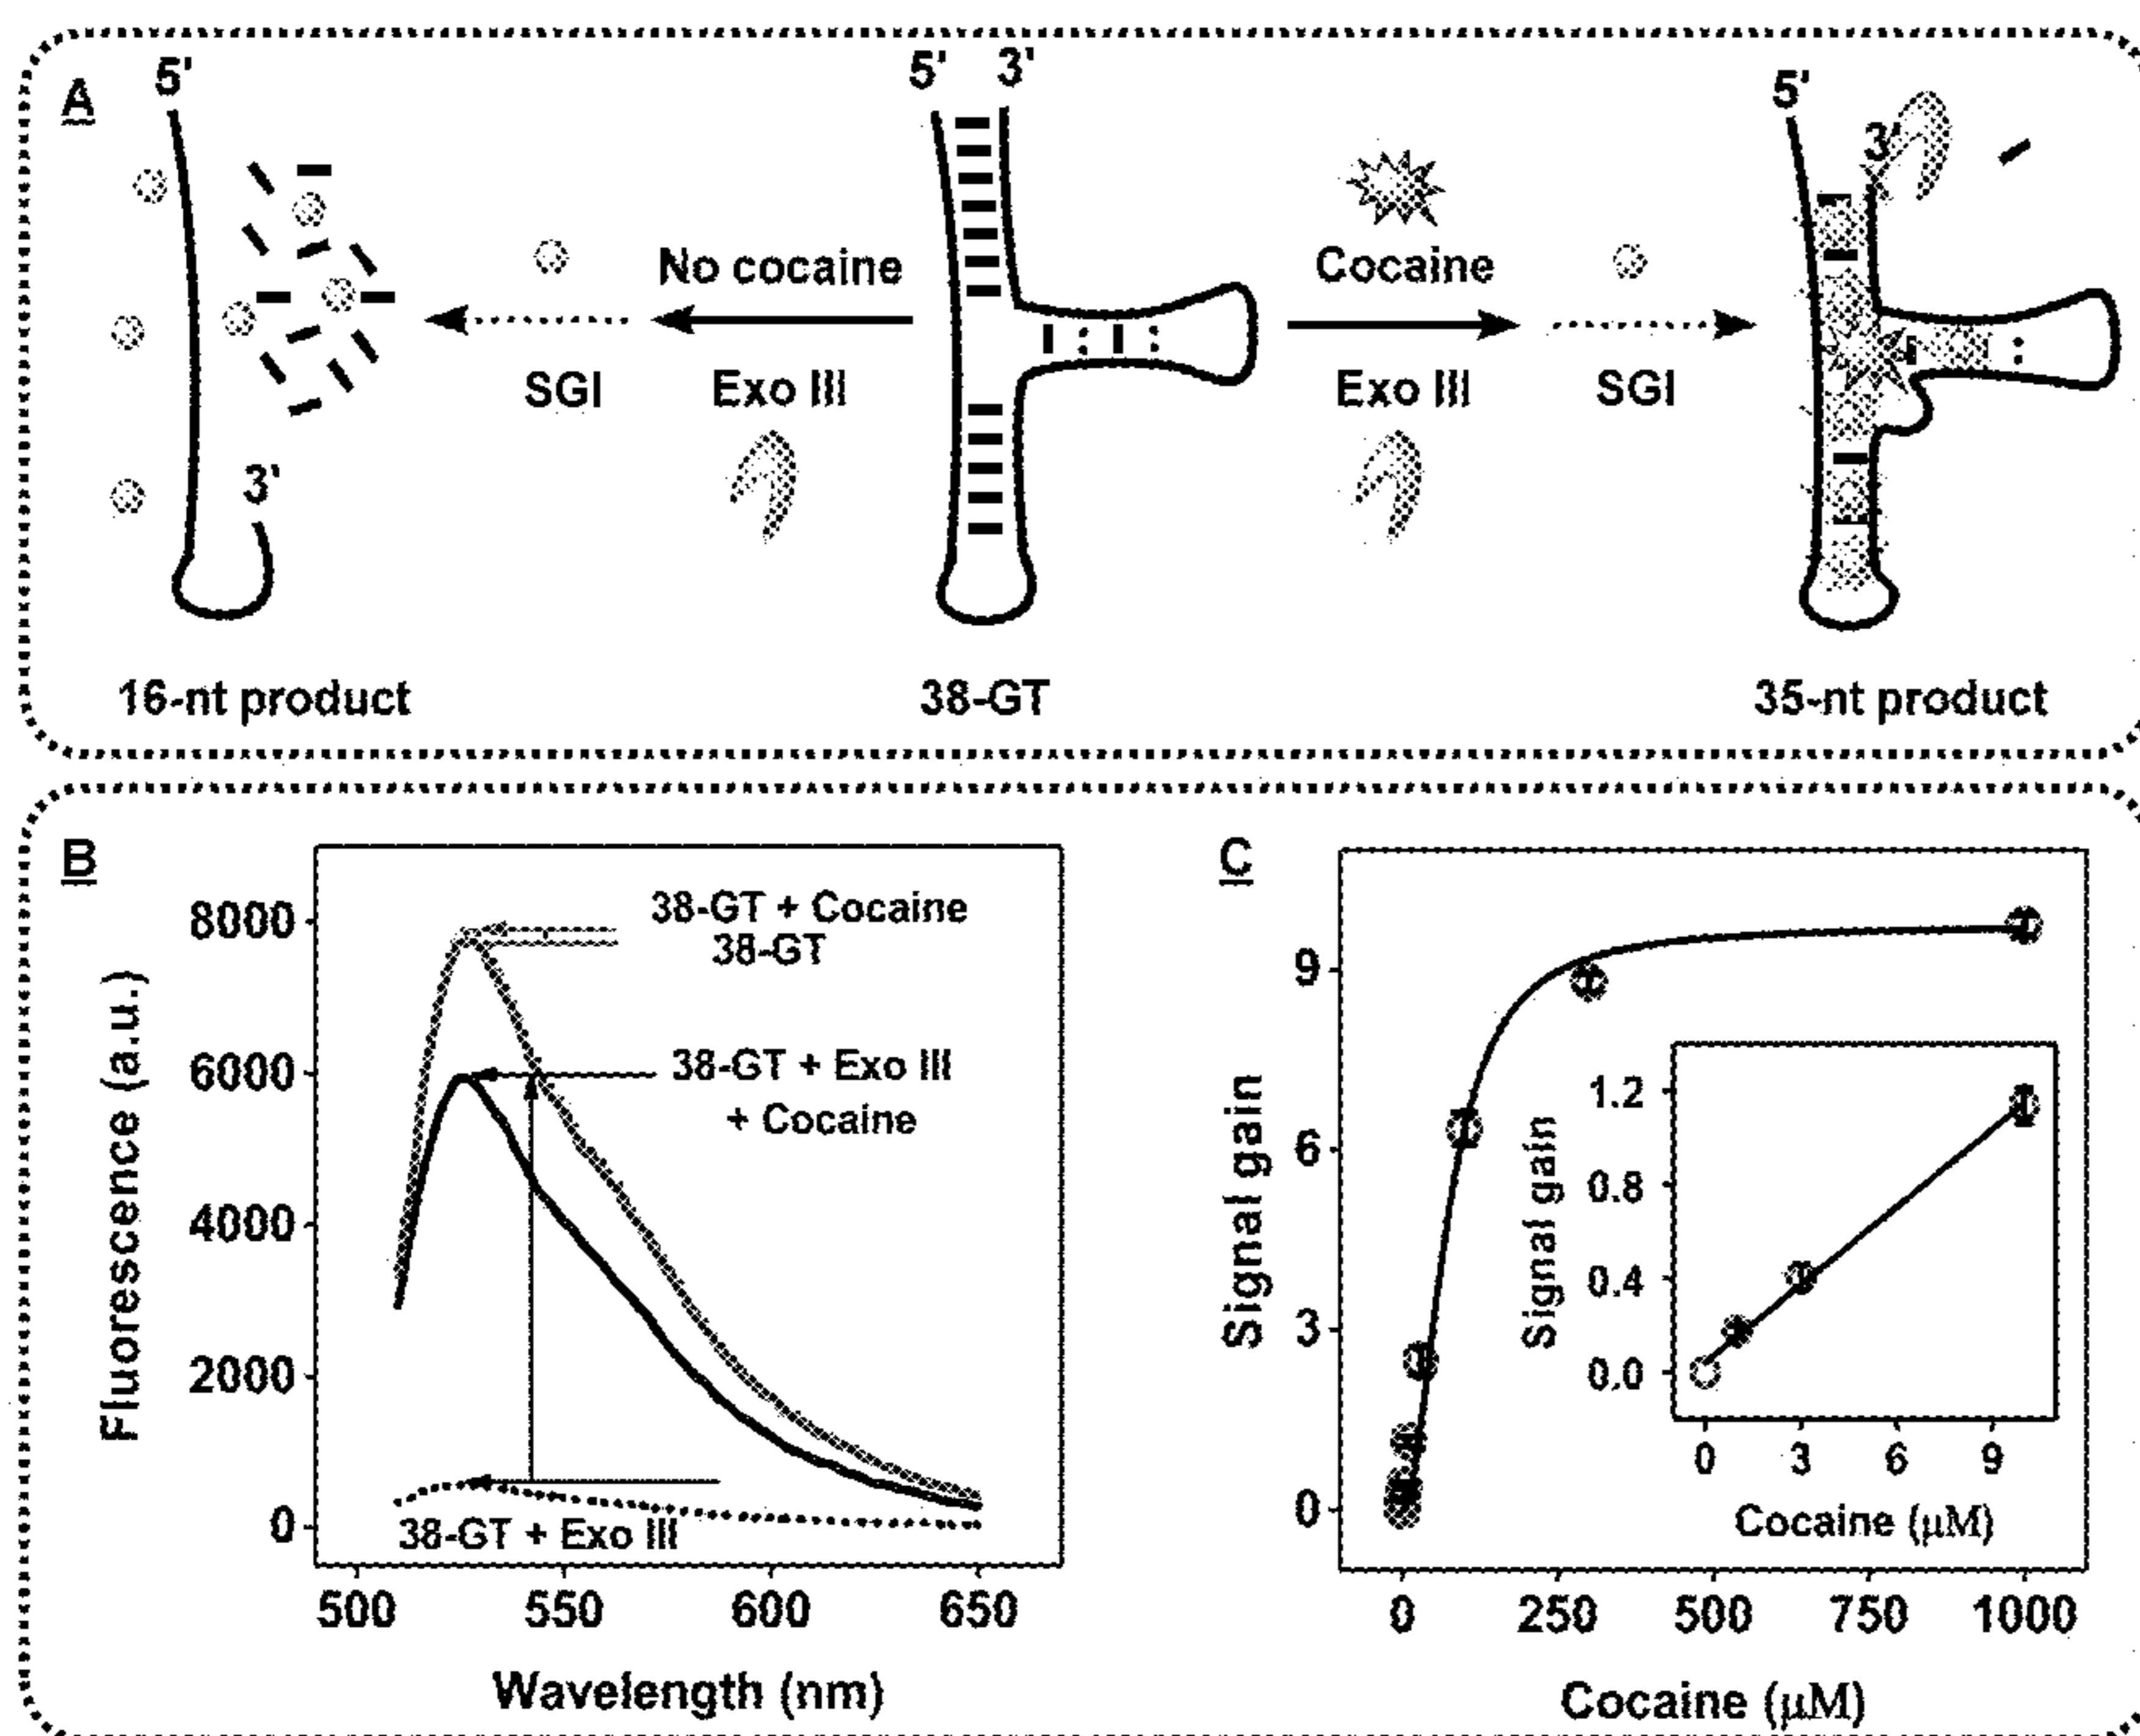 A
5'
5' 3'
5'
3'
No cocaine
Cocaine
SGI
Exo III
Exo III
SGI
3'
16-nt product
38-GT
35-nt product
B
8000
6000
4000
2000
0
Fluorescence (a.u.)
38-GT + Cocaine
38-GT
38-GT + Exo III
+ Cocaine
38-GT + Exo III
500
550
600
650
Wavelength (nm)
C
9
6
3
0
Signal gain
1.2
0.8
0.4
0.0
Signal gain
0
3
6
9
Cocaine (μM)
0
250
500
750
1000
Cocaine (μM)